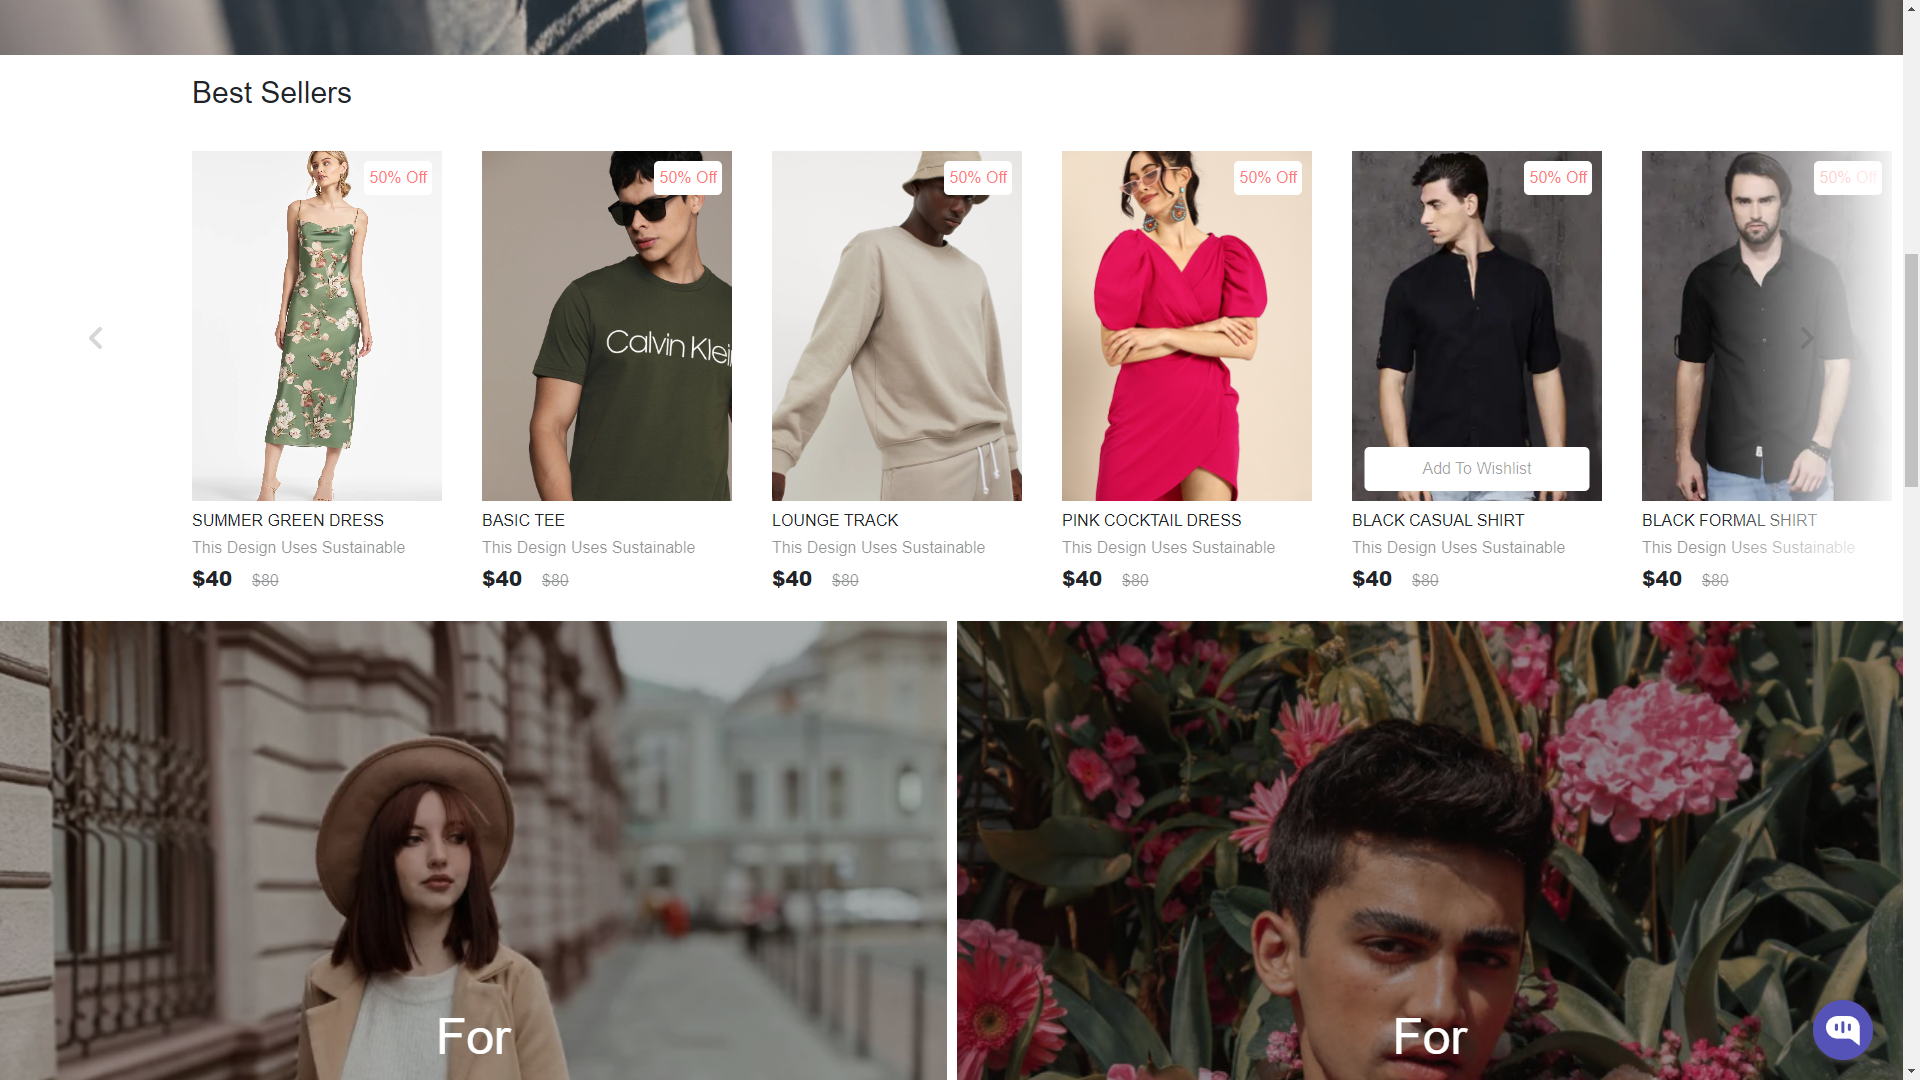 Best Sellers
50% Off
50% Off
50% Off
50% Off
50% Off
50% Off
Calvin Klei
Add To Wishlist
SUMMER GREEN DRESS
This Design Uses Sustainable
$40 $80
BASIC TEE
This Design Uses Sustainable
$40 $80
LOUNGE TRACK
This Design Uses Sustainable
$40 $80
PINK COCKTAIL DRESS
This Design Uses Sustainable
$40 $80
BLACK CASUAL SHIRT
This Design Uses Sustainable
$40 $80
BLACK FORMAL SHIRT
This Design Uses Sustainable
$40 $80
For
For